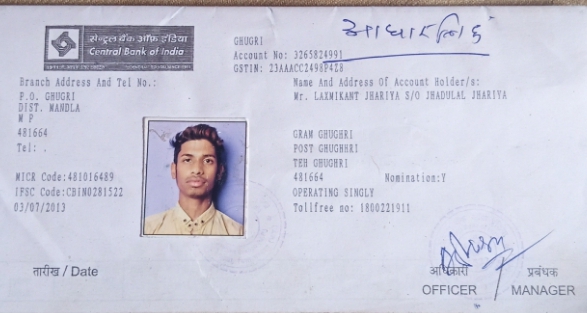 सेन्ट्रल बैंक ऑफ़ इंडिया
Central Bank of India
आधार लिंक
GHUGRI
Account No: 3265824991
GSTIN: 23AAACC2498P4Z8
Branch Address And Tel No.:
P.O. GHUGRI
DIST. MANDLA
M P
481664
Tel: .
MICR Code:481016489
IFSC Code:CBIN0281522
03/07/2013
Name And Address Of Account Holder/s:
Mr. LAXMIKANT JHARIYA S/O JHADULAL JHARIYA
GRAM GHUGHRI
POST GHUGHHRI
TEH GHUGHRI
481664 Nomination:Y
OPERATING SINGLY
Tollfree no: 1800221911
तारीख / Date
अधिकारी
OFFICER
प्रबंधक
MANAGER